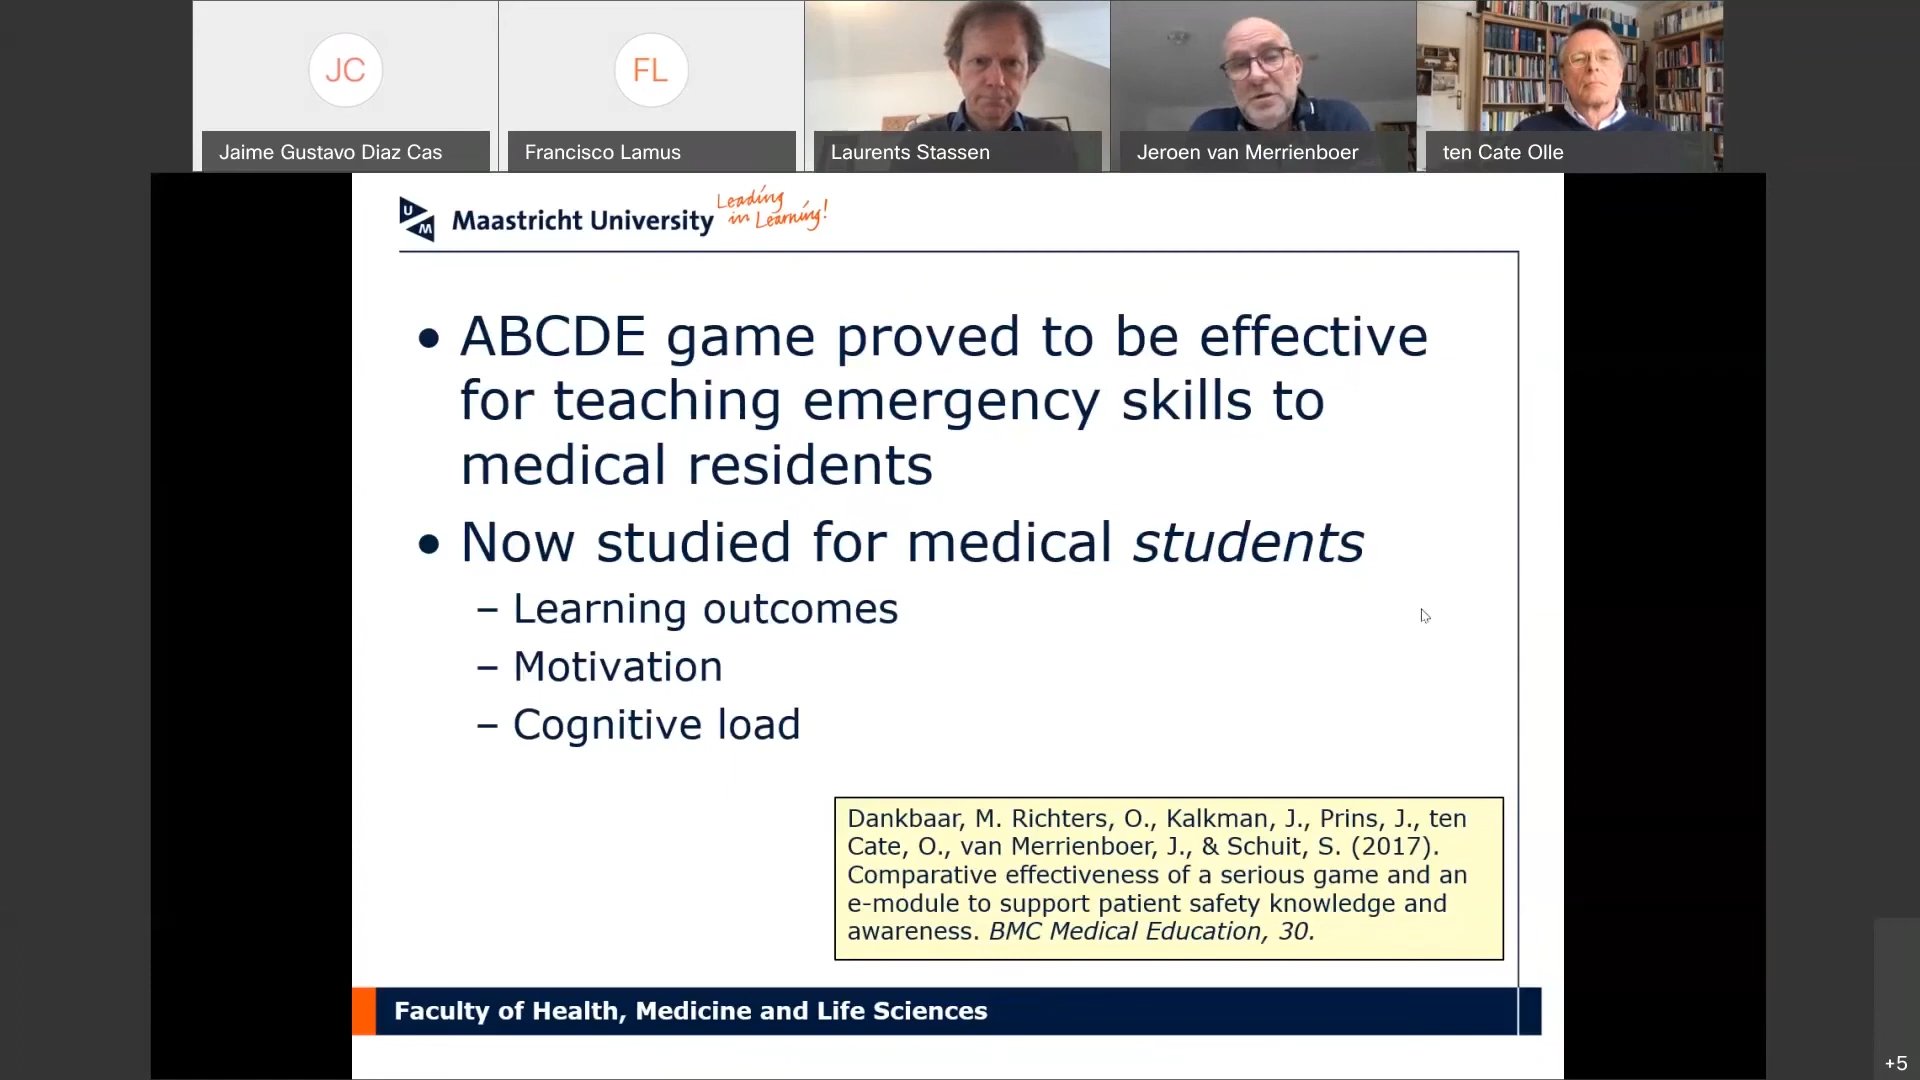 JC
FL
Jaime Gustavo Diaz Cas
Francisco Lamus
Laurents Stassen
Jeroen van Merrienboer
ten Cate Olle
U
M
Maastricht University
Leading
in Learning!
• ABCDE game proved to be effective
for teaching emergency skills to
medical residents
• Now studied for medical students
– Learning outcomes
– Motivation
– Cognitive load
Dankbaar, M. Richters, O., Kalkman, J., Prins, J., ten
Cate, O., van Merrienboer, J., & Schuit, S. (2017).
Comparative effectiveness of a serious game and an
e-module to support patient safety knowledge and
awareness. BMC Medical Education, 30.
Faculty of Health, Medicine and Life Sciences
+5